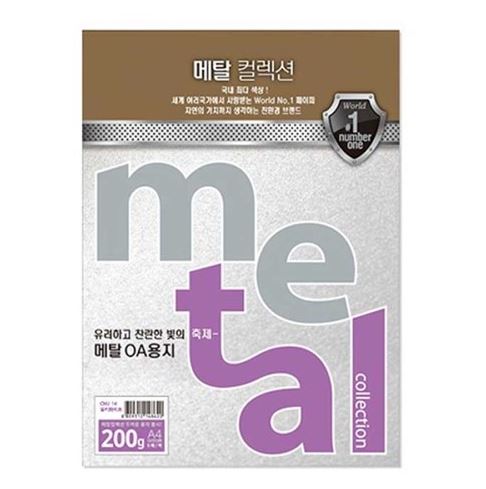 메탈 컬렉션
국내 최다 색상!
세계 여러국가에서 사랑받는 World No.1 페이퍼
자연의 가치까지 생각하는 친환경 브랜드
World
#1
number
one
metal
collection
유리하고 찬란한 빛의 축제-
메탈 OA용지
200g
A4